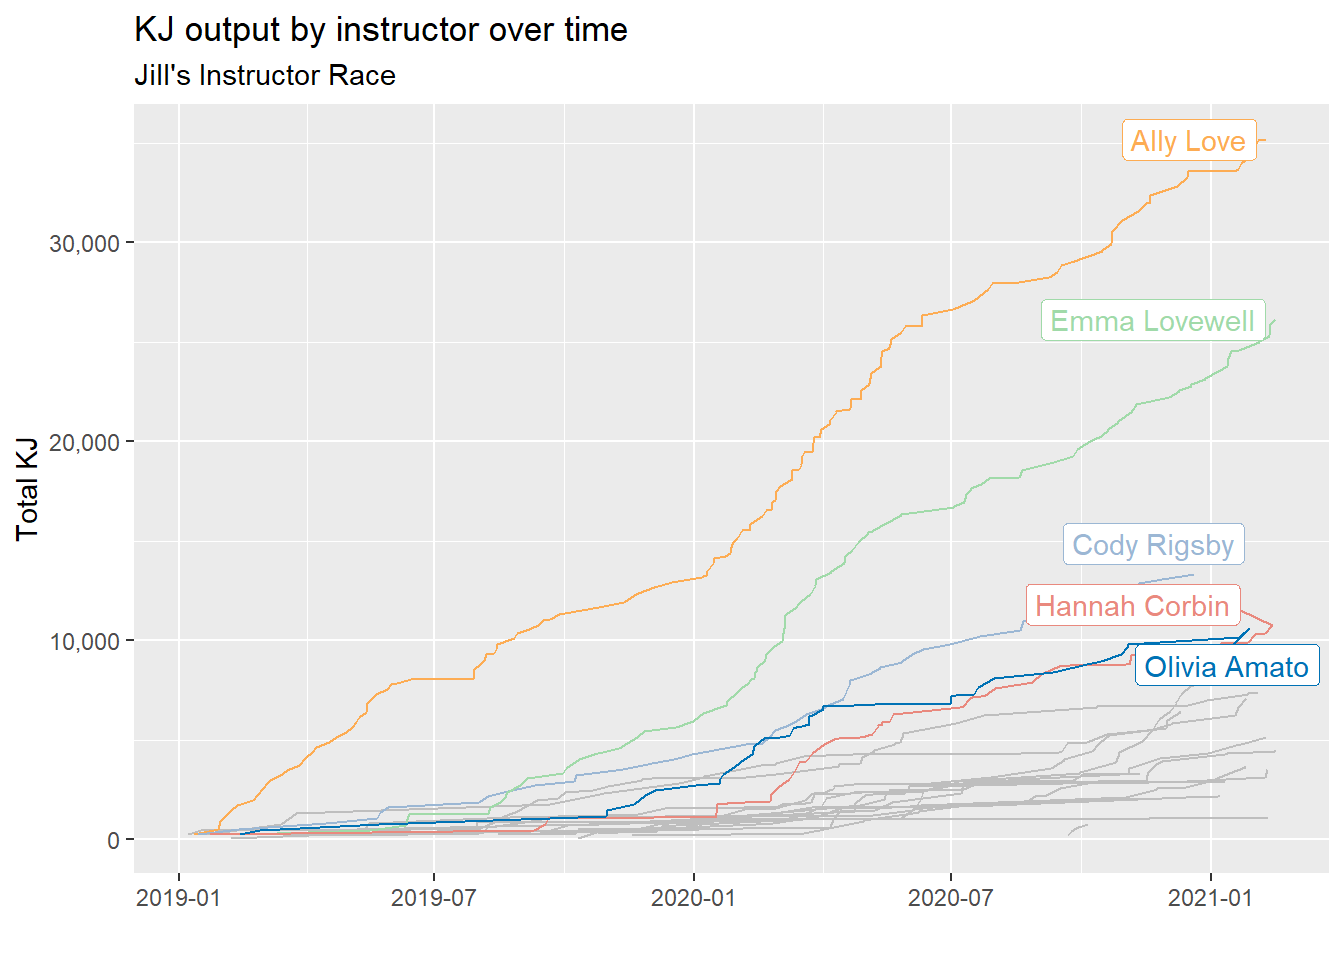 KJ output by instructor over time
Jill's Instructor Race
Total KJ
30,000
20,000
10,000
0
Ally Love
Emma Lovewell
Cody Rigsby
Hannah Corbin
Olivia Amato
2019-01
2019-07
2020-01
2020-07
2021-01